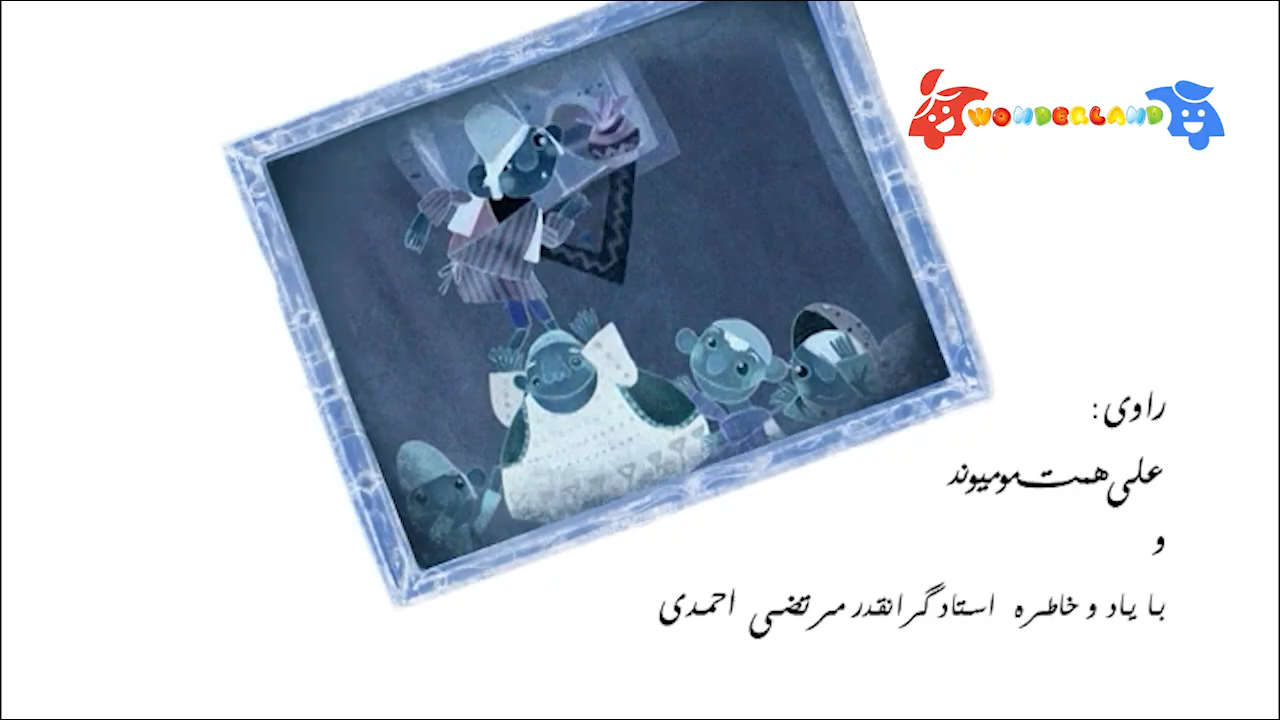 WONDERLAND
راوی:
علی همت مومیوند
و
با یاد و خاطره استاد گرانقدر مرتضی احمدی